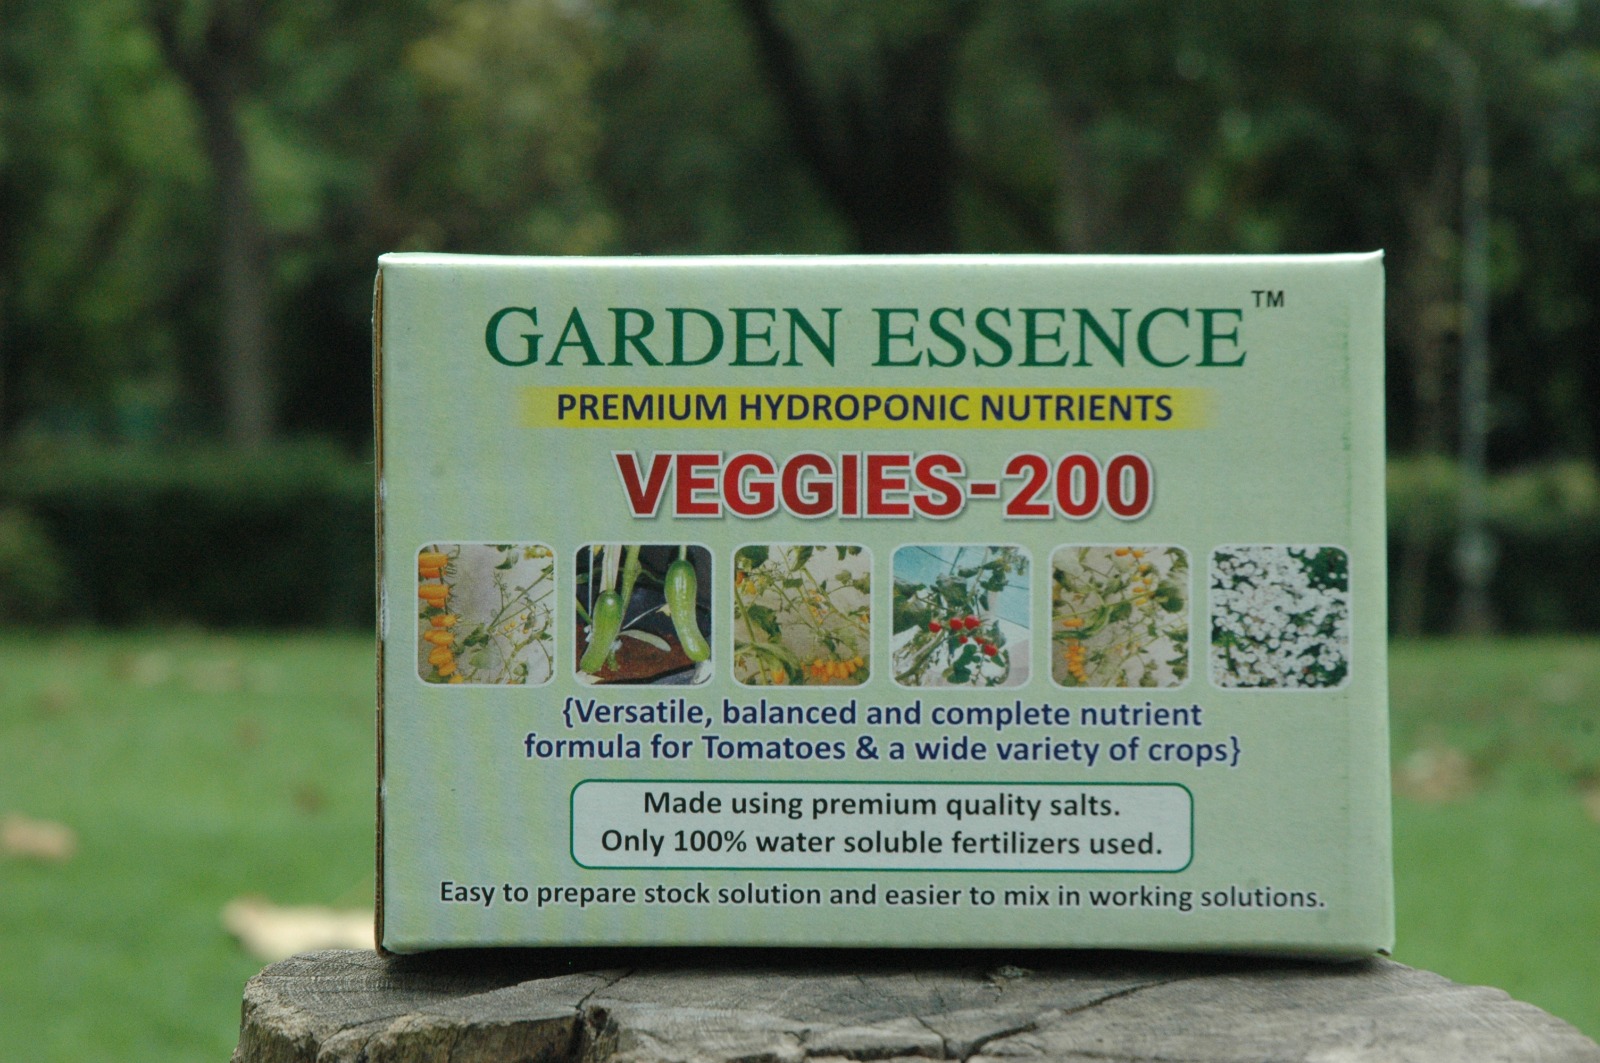 GARDEN ESSENCE™
PREMIUM HYDROPONIC NUTRIENTS
VEGGIES-200
{Versatile, balanced and complete nutrient
formula for Tomatoes & a wide variety of crops}
Made using premium quality salts.
Only 100% water soluble fertilizers used.
Easy to prepare stock solution and easier to mix in working solutions.